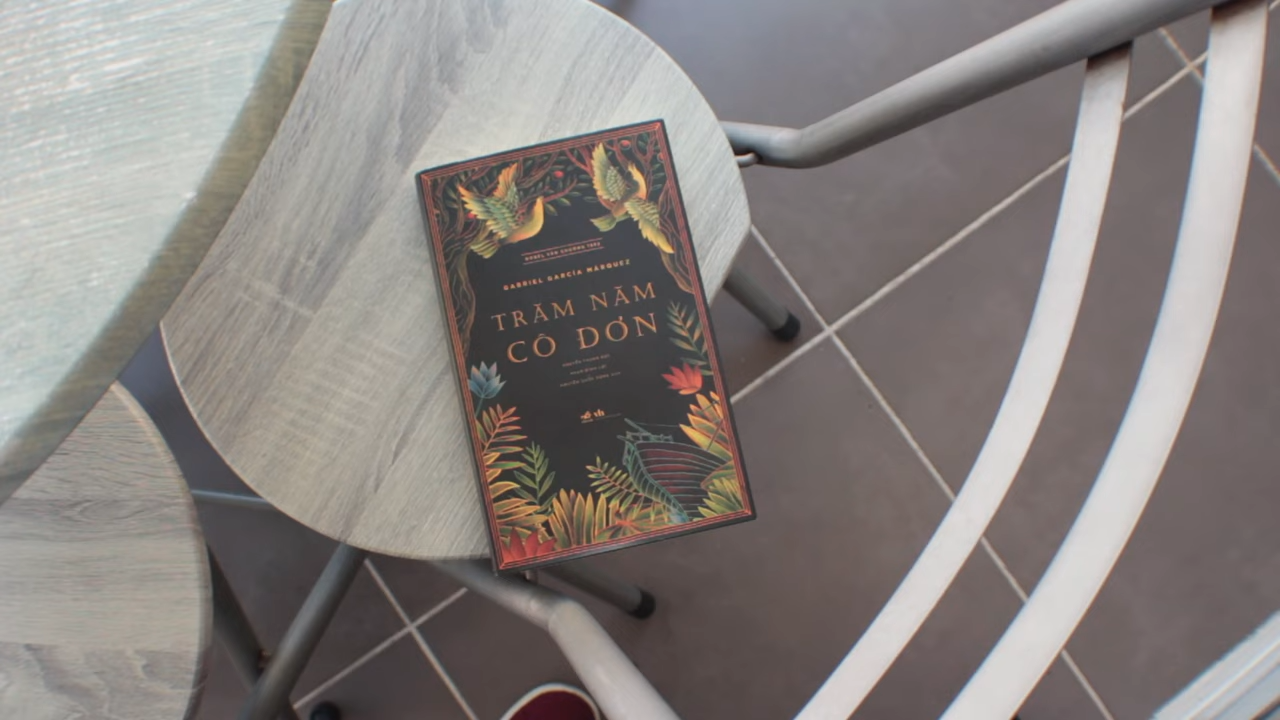 NOBEL VĂN CHƯƠNG 1982
GABRIEL GARCÍA MÁRQUEZ
TRĂM NĂM
CÔ ĐƠN